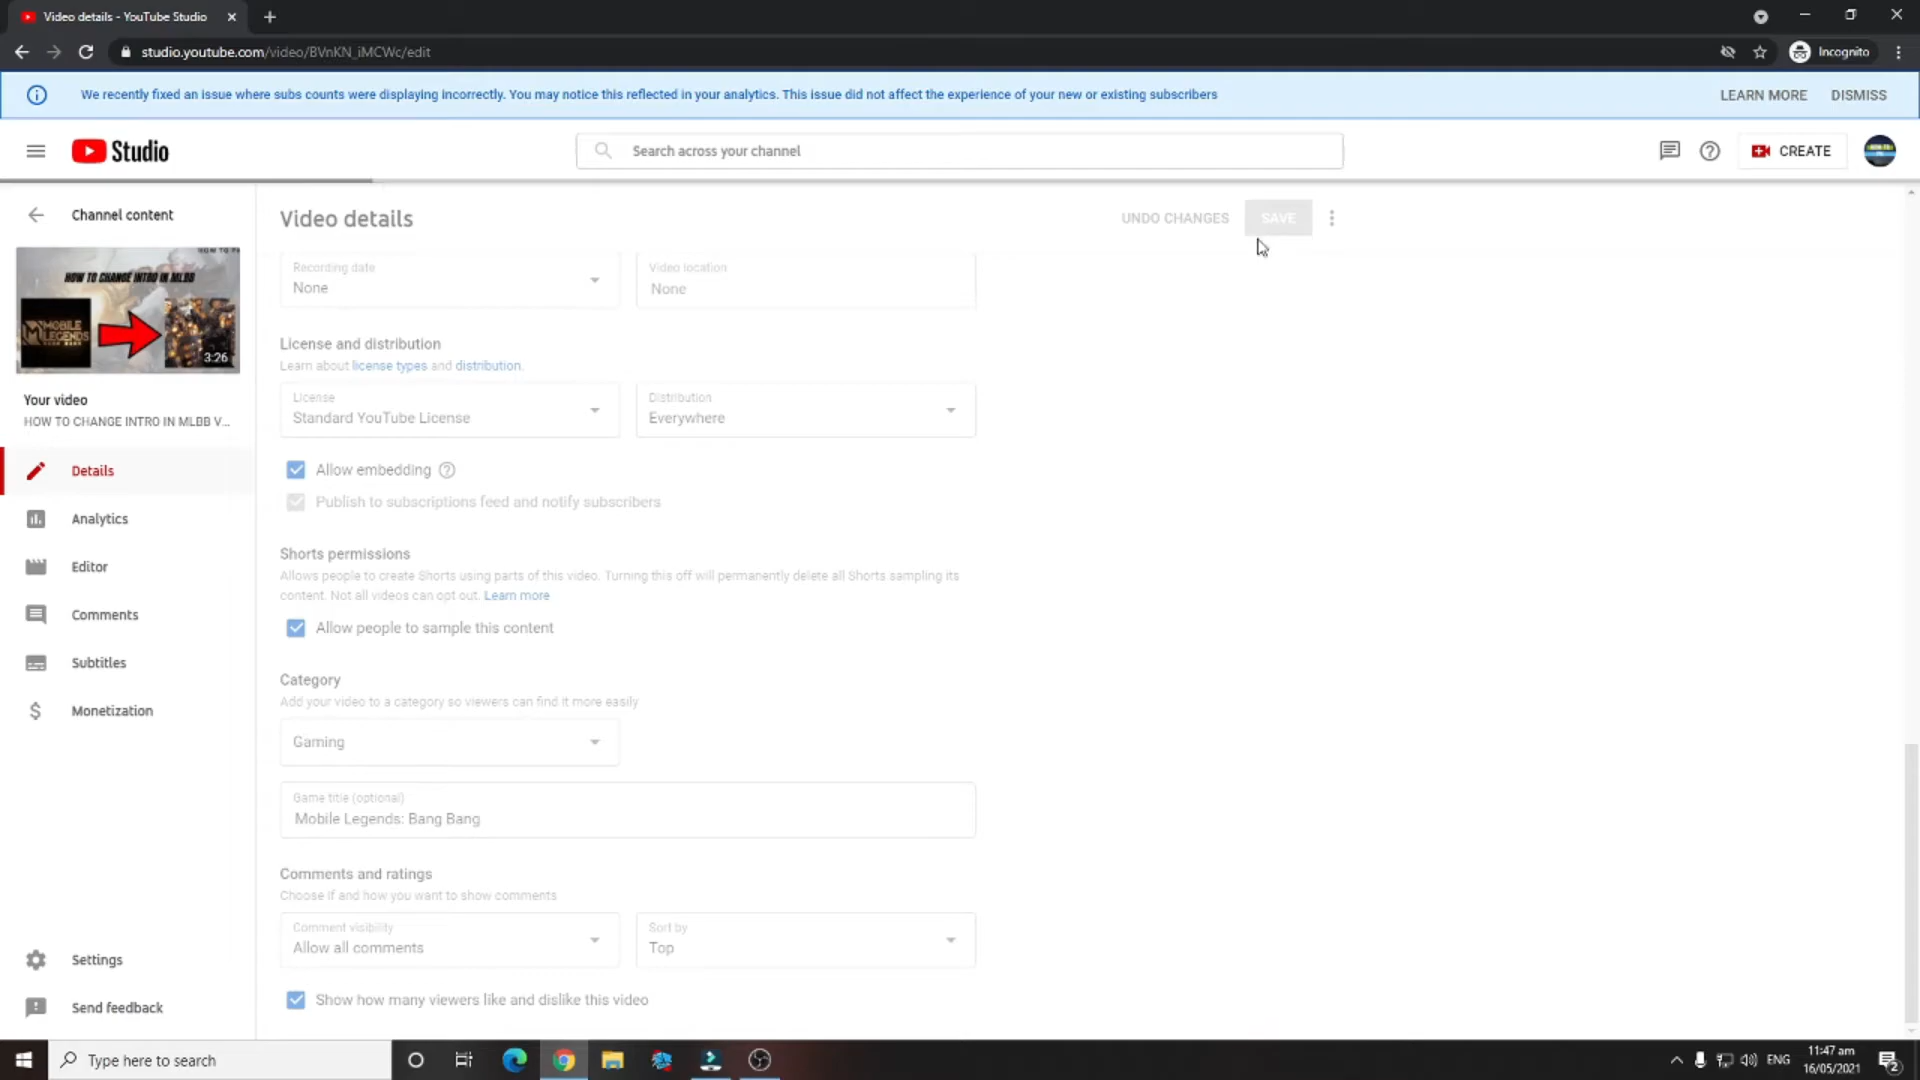 Video details - YouTube Studio
studio.youtube.com/video/BVnKN_iMCWc/edit
Incognito
We recently fixed an issue where subs counts were displaying incorrectly. You may notice this reflected in your analytics. This issue did not affect the experience of your new or existing subscribers
LEARN MORE
DISMISS
Studio
Search across your channel
CREATE
Channel content
HOW TO CHANGE INTRO IN MLBB
MOBILE
LEGENDS
BANG BANG
3:26
Your video
HOW TO CHANGE INTRO IN MLBB V...
Details
Analytics
Editor
Comments
Subtitles
Monetization
Settings
Send feedback
Video details
UNDO CHANGES
SAVE
Recording date
None
Video location
None
License and distribution
Learn about license types and distribution.
License
Standard YouTube License
Distribution
Everywhere
Allow embedding
Publish to subscriptions feed and notify subscribers
Shorts permissions
Allows people to create Shorts using parts of this video. Turning this off will permanently delete all Shorts sampling its
content. Not all videos can opt out. Learn more
Allow people to sample this content
Category
Add your video to a category so viewers can find it more easily
Gaming
Game title (optional)
Mobile Legends: Bang Bang
Comments and ratings
Choose if and how you want to show comments
Comment visibility
Allow all comments
Sort by
Top
Show how many viewers like and dislike this video
Type here to search
ENG
11:47 am
16/05/2021
2